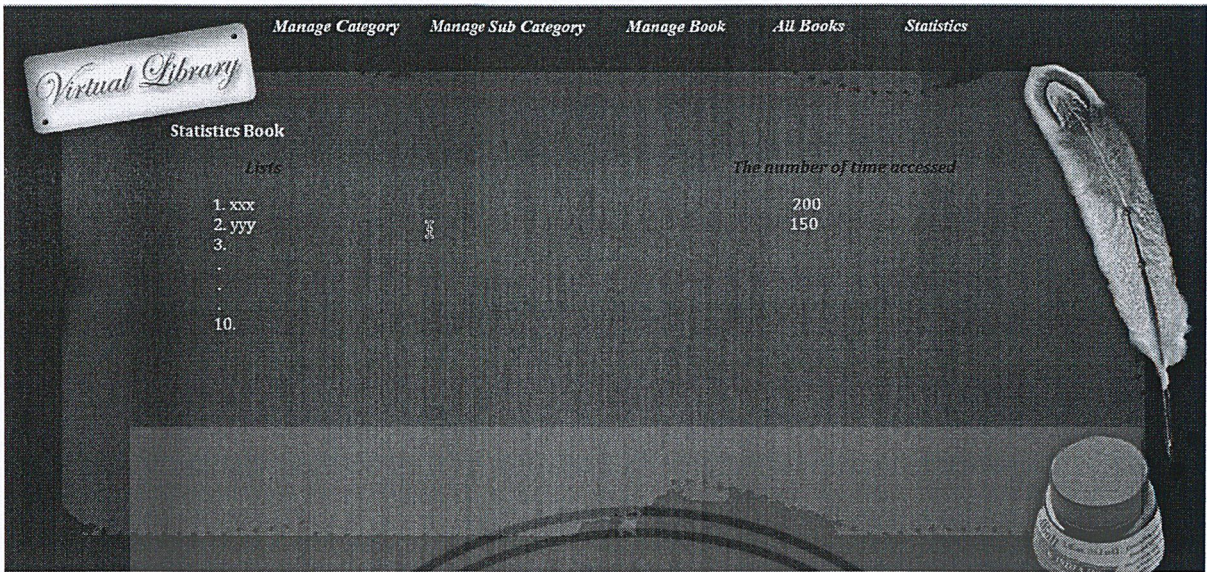 Manage Category Manage Sub Category Manage Book All Books Statistics
Virtual Library
Statistics Book
Lists The number of time accessed
1. xxx 200
2. yyy 150
3.
.
.
.
10.